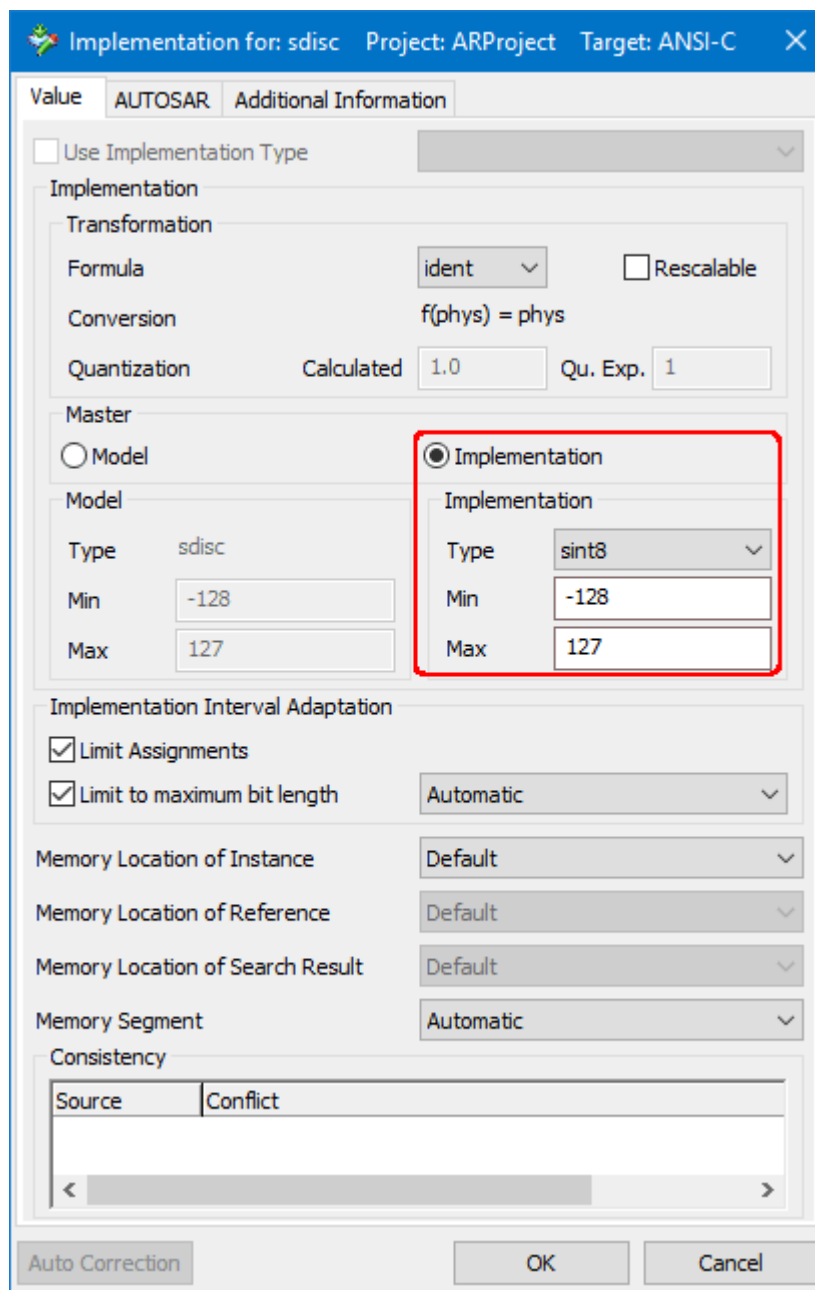 Implementation for: sdisc Project: ARProject Target: ANSI-C
Value AUTOSAR Additional Information
Use Implementation Type
Implementation
Transformation
Formula ident Rescalable
Conversion f(phys) = phys
Quantization Calculated 1.0 Qu. Exp. 1
Master
Model Implementation
Model Implementation
Type sdisc Type sint8
Min -128 Min -128
Max 127 Max 127
Implementation Interval Adaptation
Limit Assignments
Limit to maximum bit length Automatic
Memory Location of Instance Default
Memory Location of Reference Default
Memory Location of Search Result Default
Memory Segment Automatic
Consistency
Source Conflict
Auto Correction OK Cancel